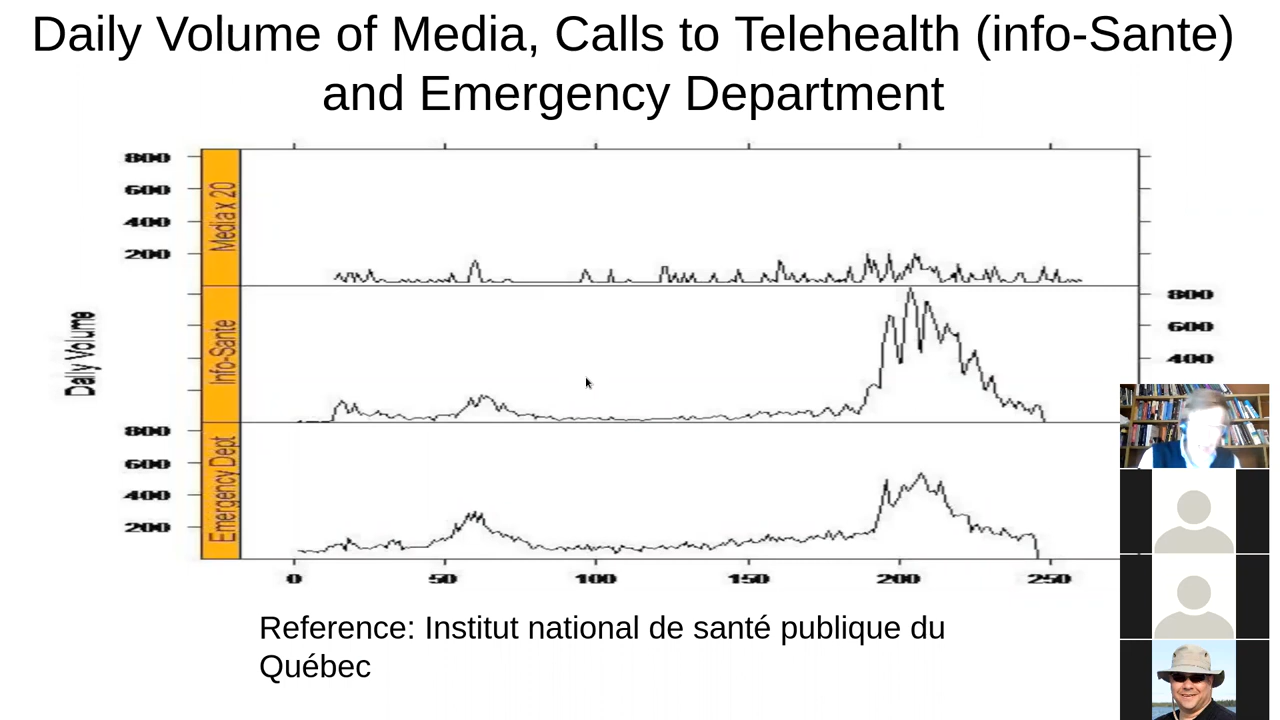 Daily Volume of Media, Calls to Telehealth (info-Sante)
and Emergency Department
800
600
400
200
Media x 20
Daily Volume
Info-Sante
800
600
400
800
600
400
200
Emergency Dept
0
50
100
150
200
250
Reference: Institut national de santé publique du
Québec